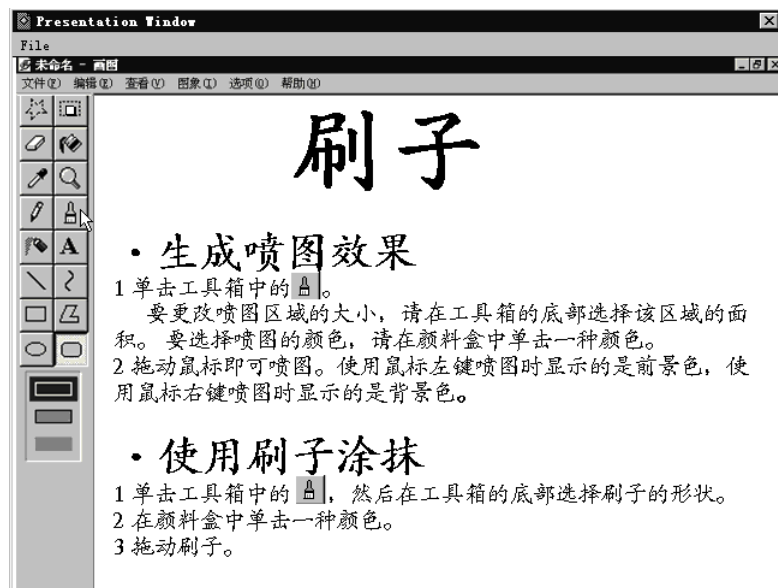 Presentation Window
File
未命名 - 画图
文件(F) 编辑(E) 查看(V) 图象(I) 选项(O) 帮助(H)
A
刷子
· 生成喷图效果
1 单击工具箱中的 。
要更改喷图区域的大小，请在工具箱的底部选择该区域的面
积。 要选择喷图的颜色，请在颜料盒中单击一种颜色。
2 拖动鼠标即可喷图。使用鼠标左键喷图时显示的是前景色，使
用鼠标右键喷图时显示的是背景色。
· 使用刷子涂抹
1 单击工具箱中的 ，然后在工具箱的底部选择刷子的形状。
2 在颜料盒中单击一种颜色。
3 拖动刷子。